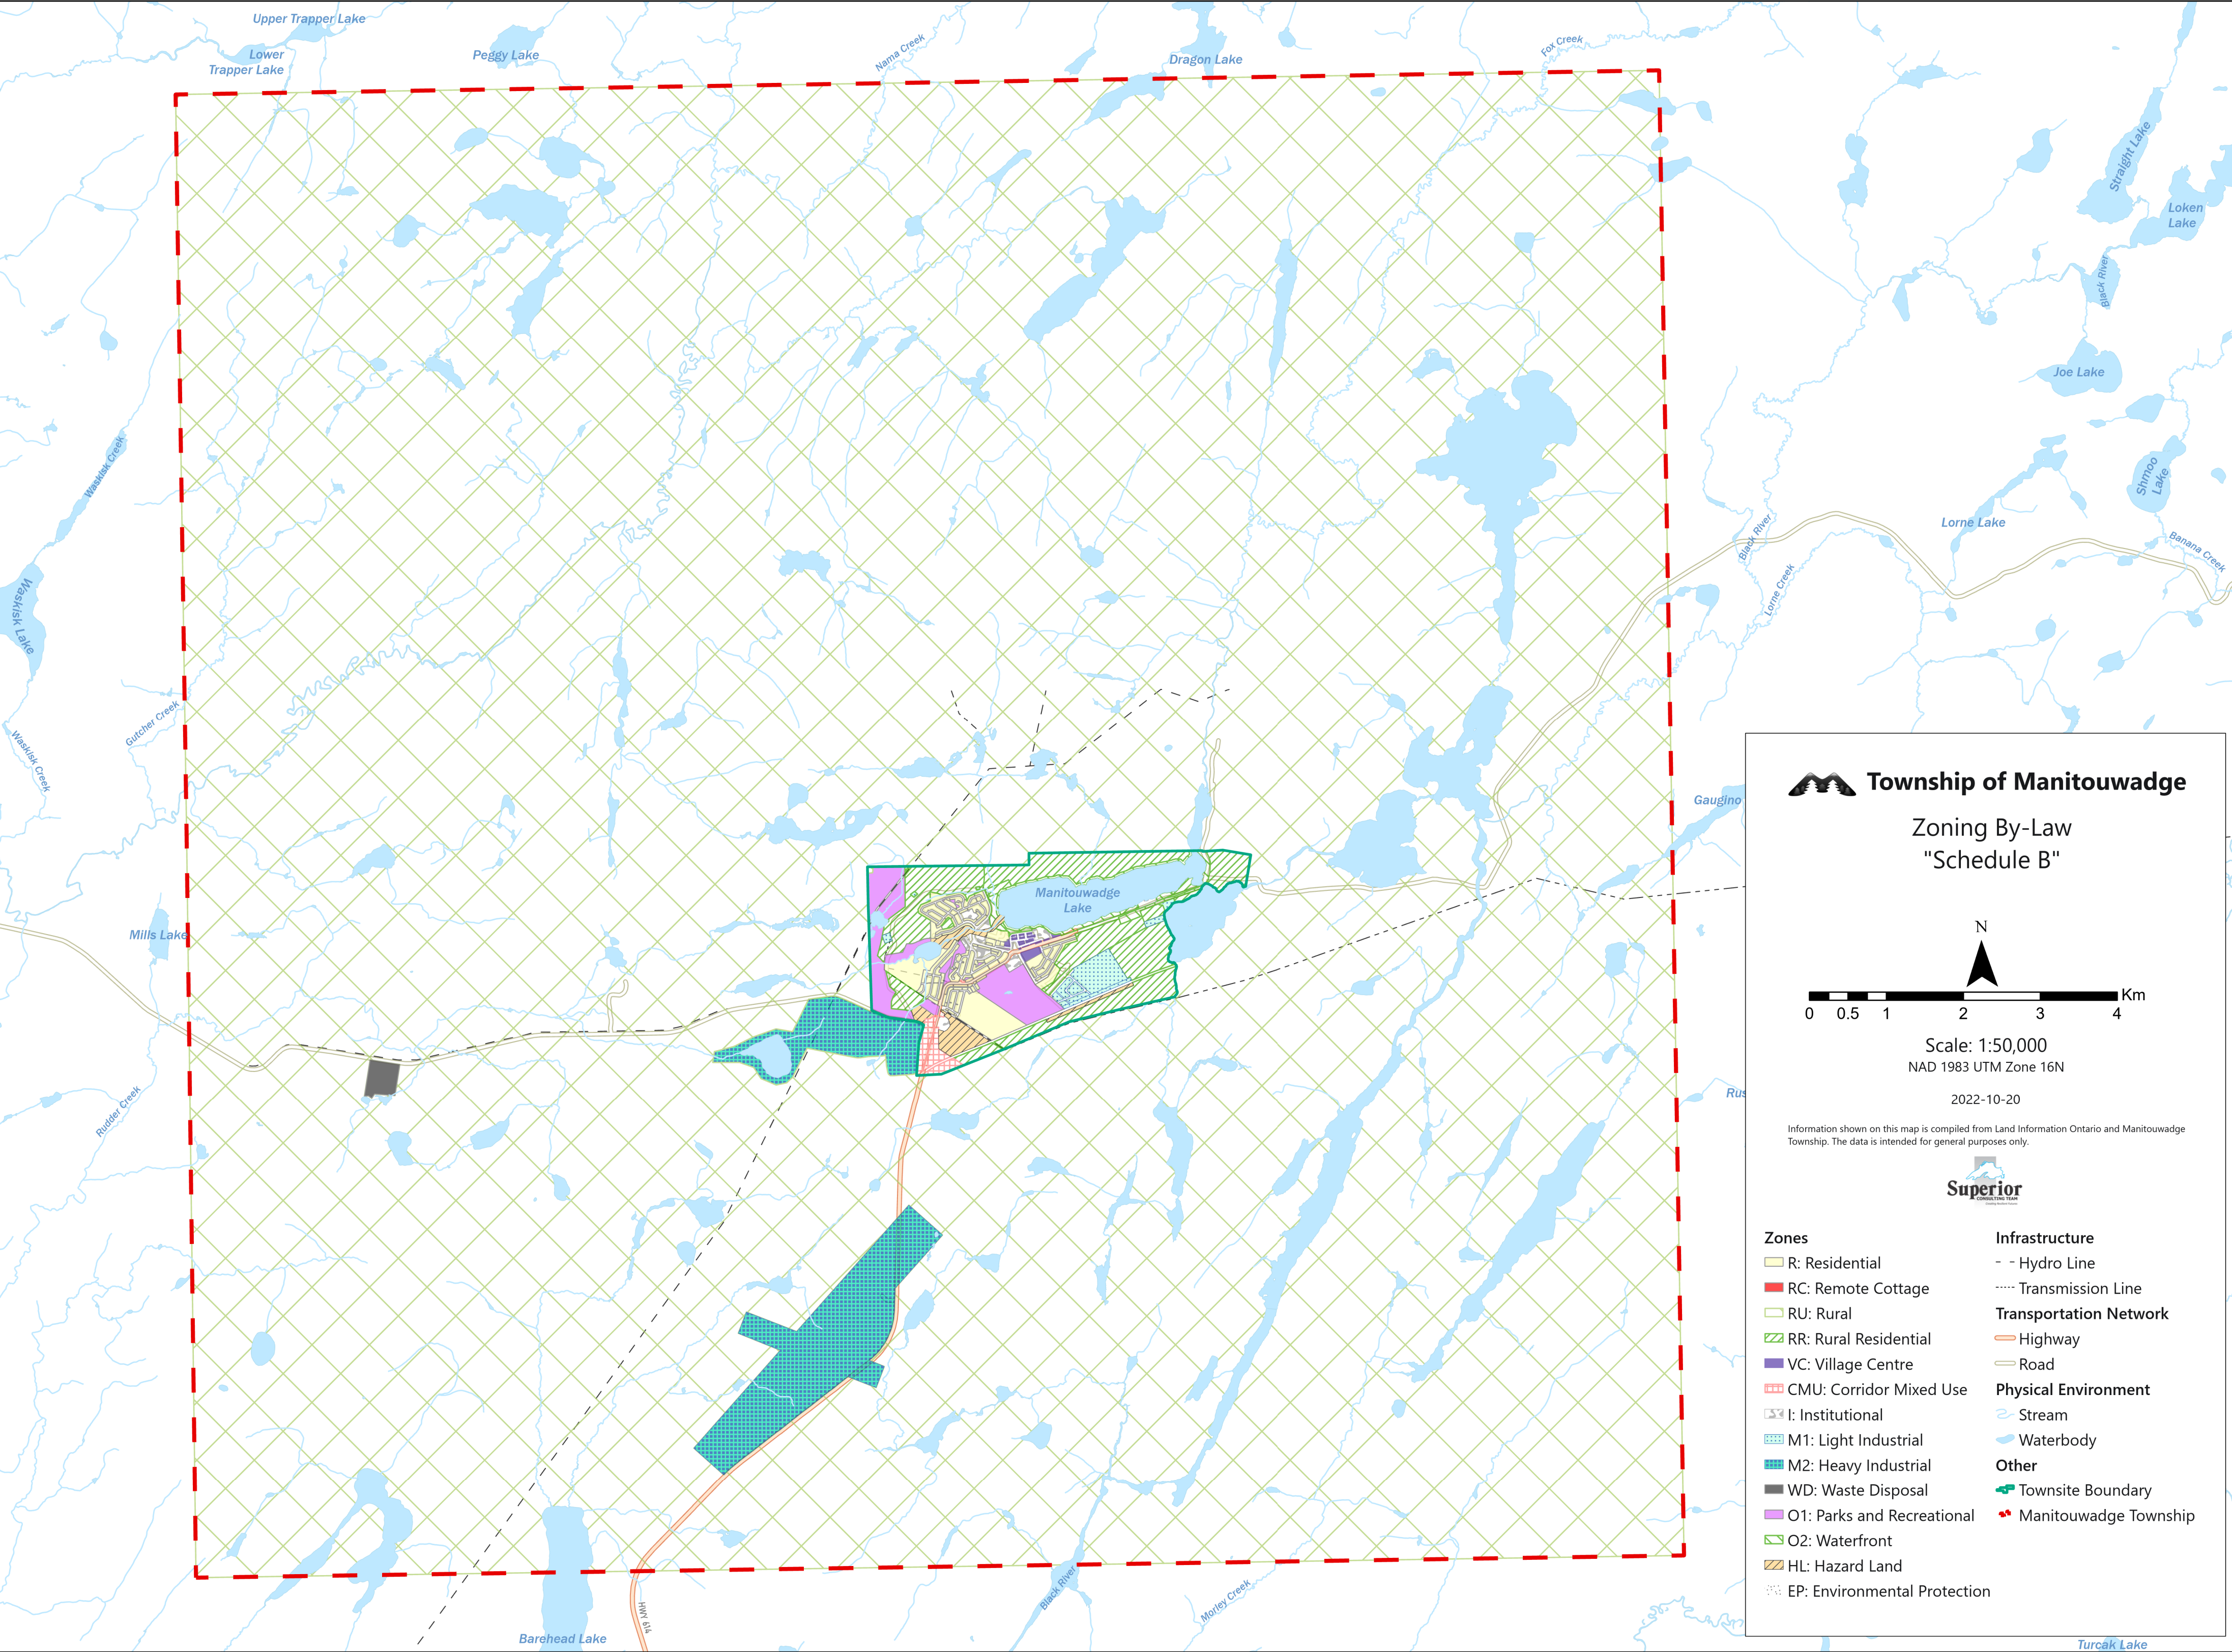 Upper Trapper Lake
Lower
Trapper Lake
Peggy Lake
Nama Creek
Dragon Lake
Fox Creek
Straight Lake
Loken
Lake
Black River
Joe Lake
Waskisk Creek
Shmoo
Lake
Lorne Lake
Black River
Banana Creek
Lorne Creek
Waskisk Lake
Gutcher Creek
Waskisk Creek
Gaugino
Manitouwadge
Lake
Mills Lake
Rudder Creek
Rus
HWY 614
Black River
Morley Creek
Barehead Lake
Turcak Lake
Township of Manitouwadge
Zoning By-Law
"Schedule B"
N
Km
0 0.5 1 2 3 4
Scale: 1:50,000
NAD 1983 UTM Zone 16N
2022-10-20
Information shown on this map is compiled from Land Information Ontario and Manitouwadge
Township. The data is intended for general purposes only.
Superior
CONSULTING TEAM
Zones
R: Residential
RC: Remote Cottage
RU: Rural
RR: Rural Residential
VC: Village Centre
CMU: Corridor Mixed Use
I: Institutional
M1: Light Industrial
M2: Heavy Industrial
WD: Waste Disposal
O1: Parks and Recreational
O2: Waterfront
HL: Hazard Land
EP: Environmental Protection
Infrastructure
Hydro Line
Transmission Line
Transportation Network
Highway
Road
Physical Environment
Stream
Waterbody
Other
Townsite Boundary
Manitouwadge Township